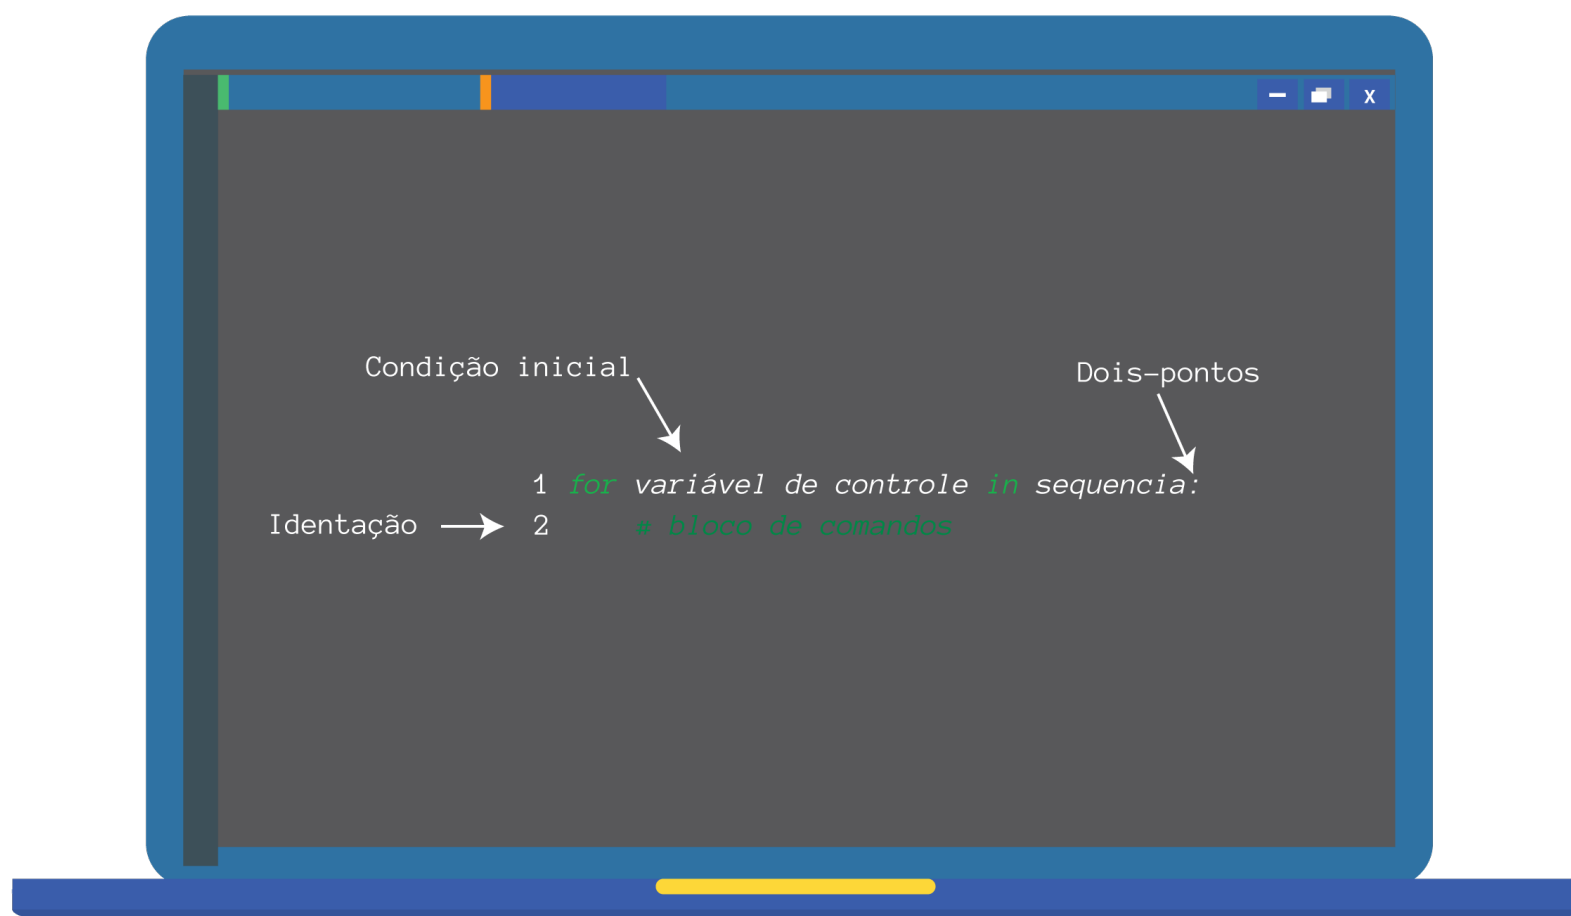 X
Condição inicial
Dois-pontos
1 for variável de controle in sequencia:
Identação
2 # bloco de comandos